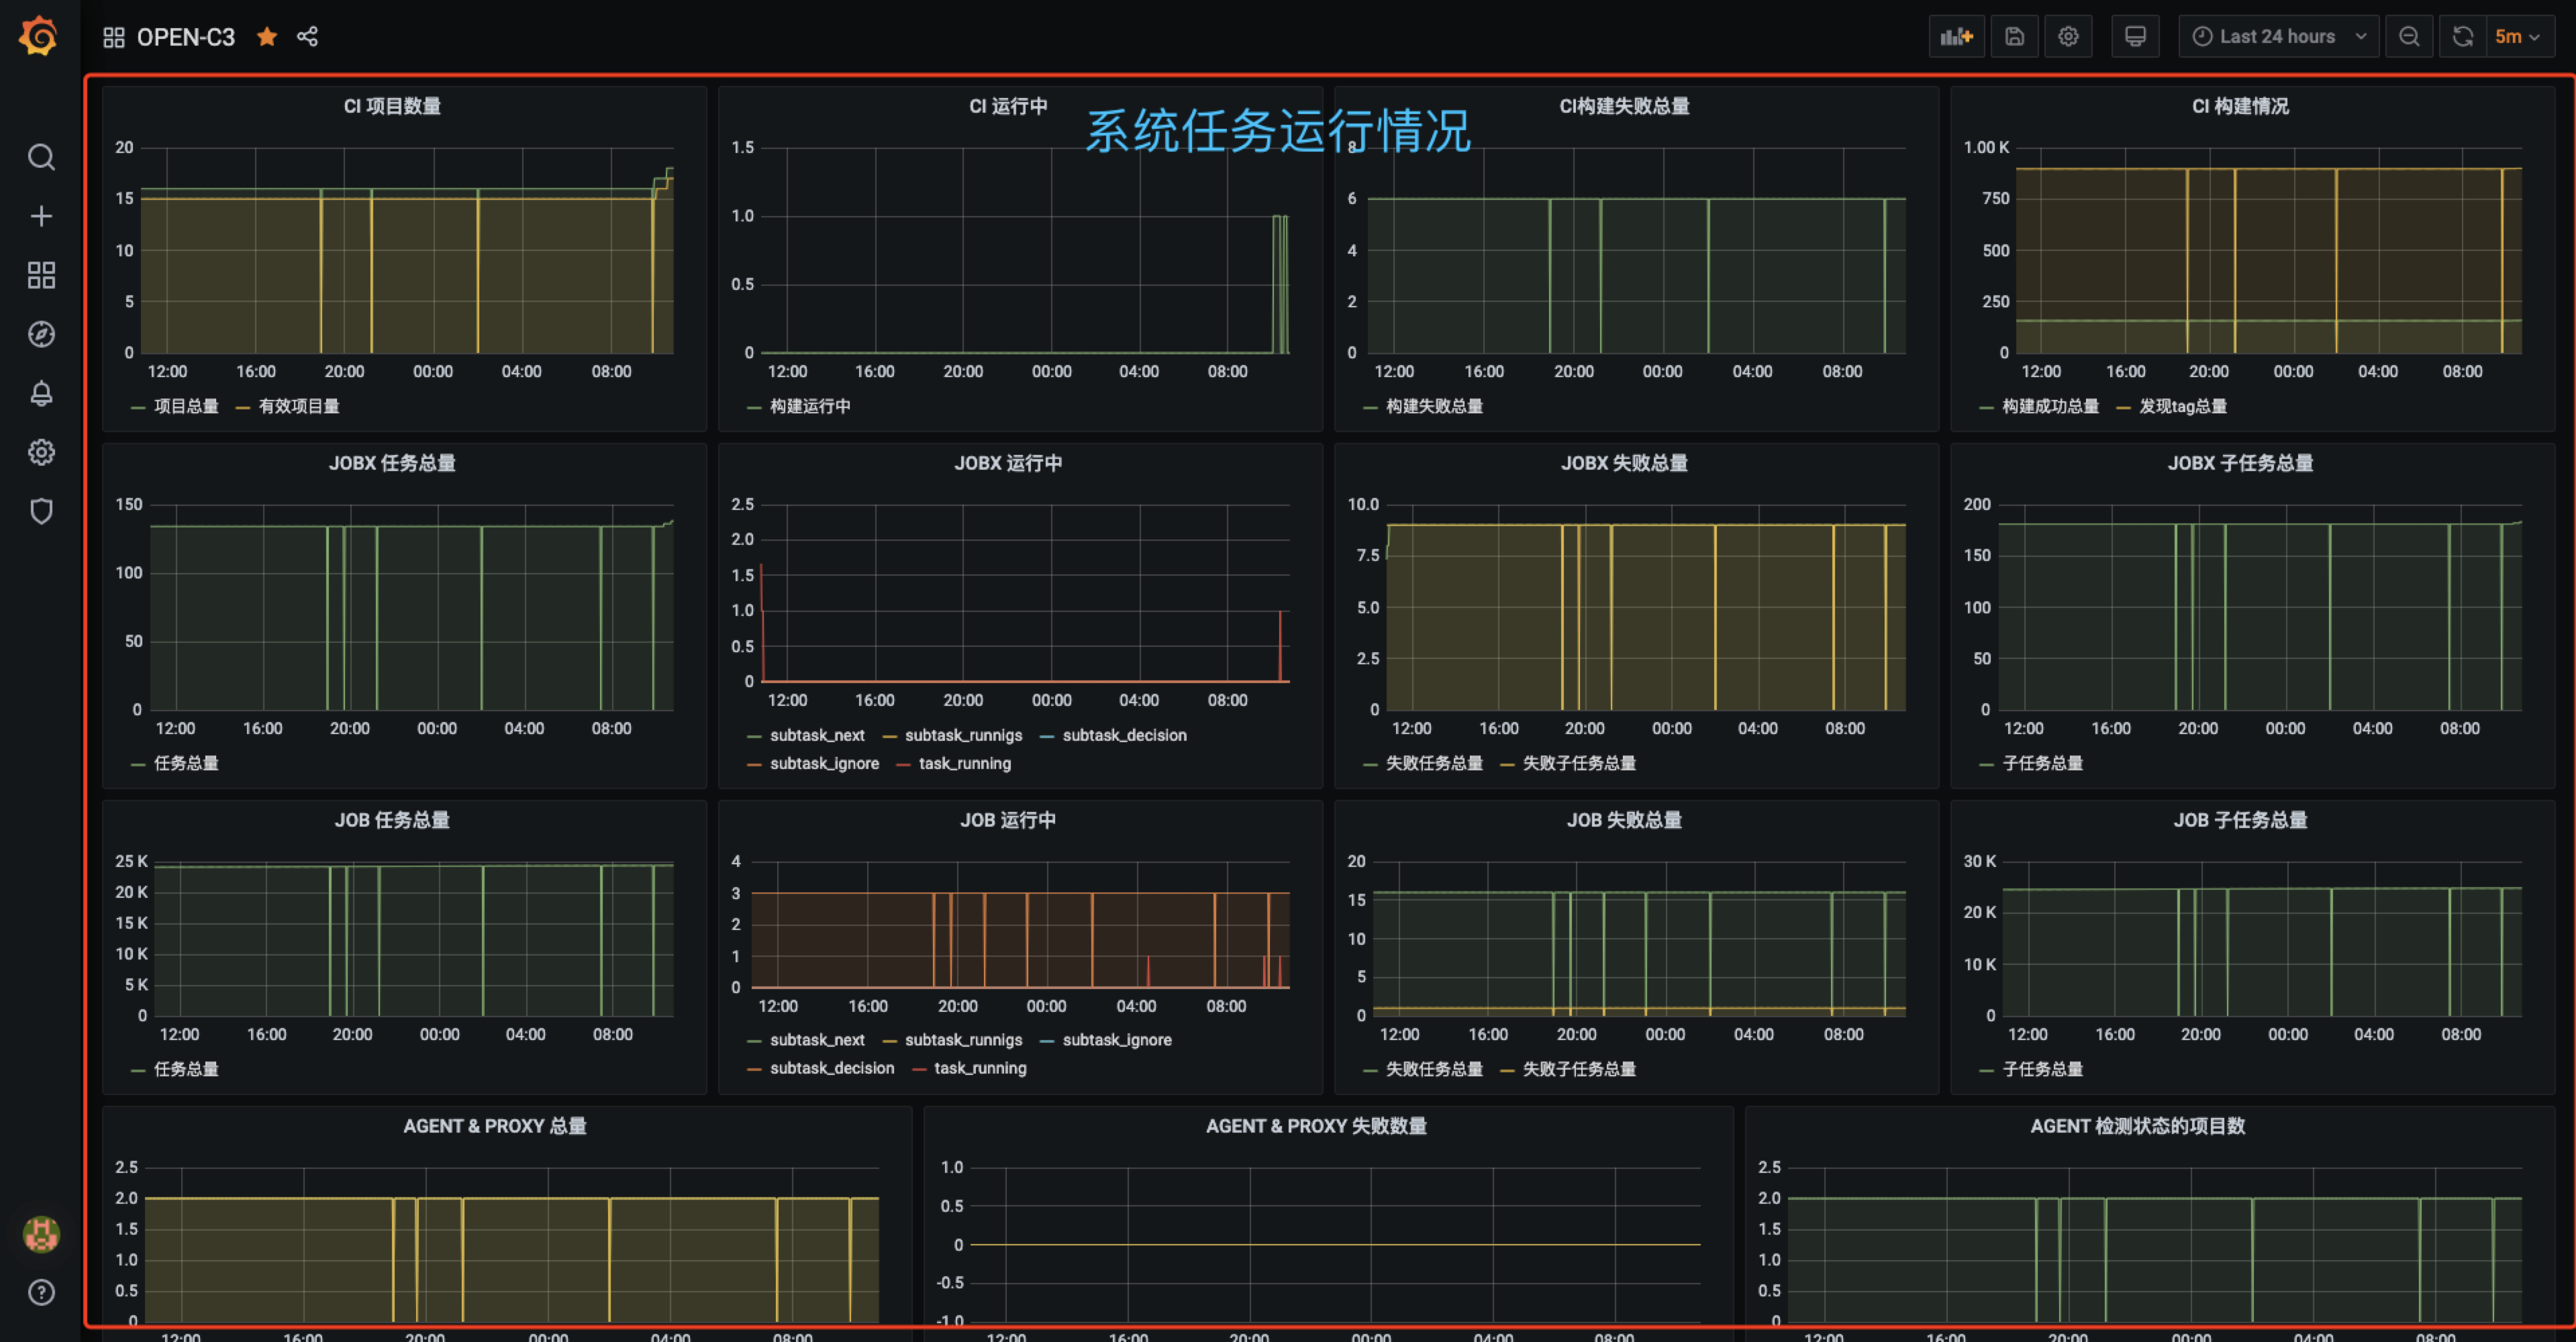 OPEN-C3
Last 24 hours
5m
系统任务运行情况
CI 项目数量
20
15
10
5
0
12:00 16:00 20:00 00:00 04:00 08:00
项目总量 有效项目量
CI 运行中
1.5
1.0
0.5
0
12:00 16:00 20:00 00:00 04:00 08:00
构建运行中
CI构建失败总量
8
6
4
2
0
12:00 16:00 20:00 00:00 04:00 08:00
构建失败总量
CI 构建情况
1.00 K
750
500
250
0
12:00 16:00 20:00 00:00 04:00 08:00
构建成功总量 发现tag总量
JOBX 任务总量
150
100
50
0
12:00 16:00 20:00 00:00 04:00 08:00
任务总量
JOBX 运行中
2.5
2.0
1.5
1.0
0.5
0
12:00 16:00 20:00 00:00 04:00 08:00
subtask_next subtask_runnigs subtask_decision
subtask_ignore task_running
JOBX 失败总量
10.0
7.5
5.0
2.5
0
12:00 16:00 20:00 00:00 04:00 08:00
失败任务总量 失败子任务总量
JOBX 子任务总量
200
150
100
50
0
12:00 16:00 20:00 00:00 04:00 08:00
子任务总量
JOB 任务总量
25 K
20 K
15 K
10 K
5 K
0
12:00 16:00 20:00 00:00 04:00 08:00
任务总量
JOB 运行中
4
3
2
1
0
12:00 16:00 20:00 00:00 04:00 08:00
subtask_next subtask_runnigs subtask_ignore
subtask_decision task_running
JOB 失败总量
20
15
10
5
0
12:00 16:00 20:00 00:00 04:00 08:00
失败任务总量 失败子任务总量
JOB 子任务总量
30 K
20 K
10 K
0
12:00 16:00 20:00 00:00 04:00 08:00
子任务总量
AGENT & PROXY 总量
2.5
2.0
1.5
1.0
0.5
0
12:00 16:00 20:00 00:00 04:00 08:00
AGENT & PROXY 失败数量
1.0
0.5
0
-0.5
-1.0
12:00 16:00 20:00 00:00 04:00 08:00
AGENT 检测状态的项目数
2.5
2.0
1.5
1.0
0.5
0
12:00 16:00 20:00 00:00 04:00 08:00